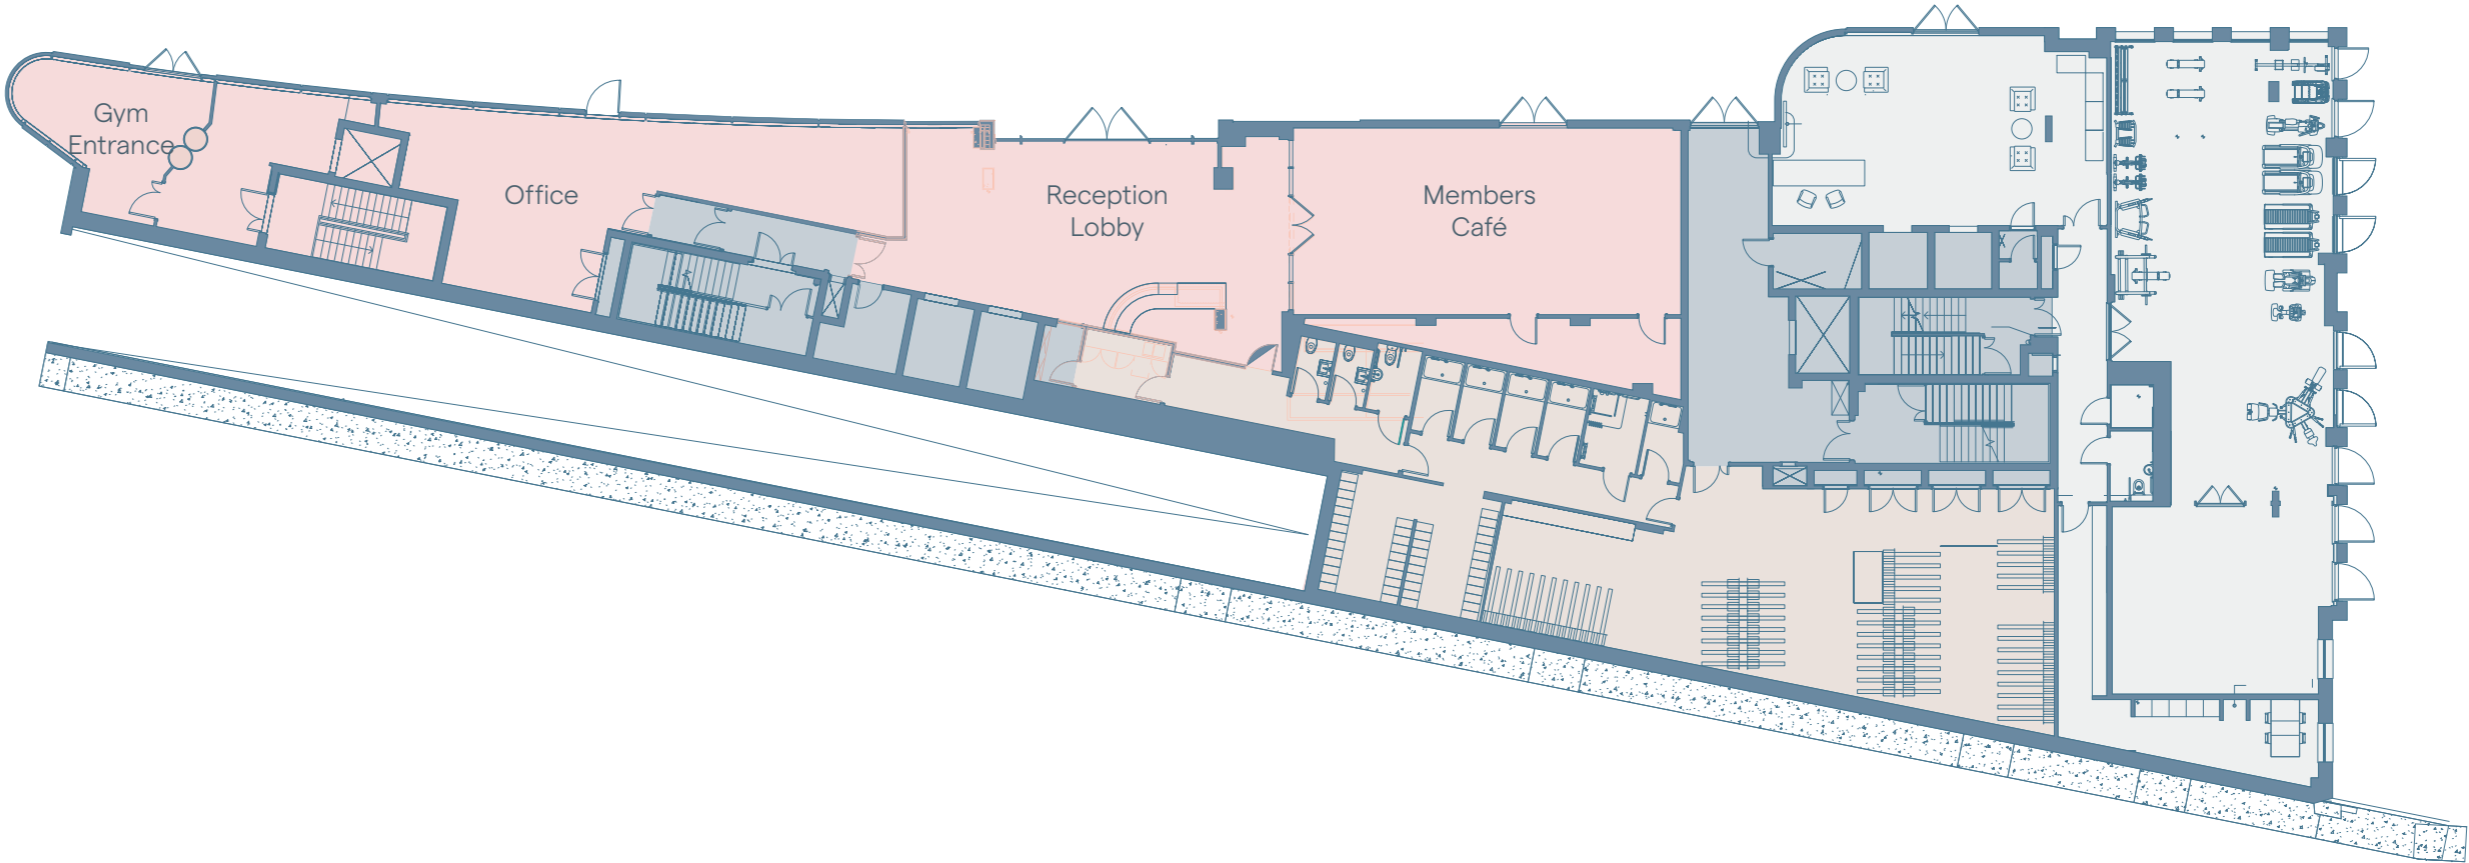 Gym
Entrance
Office
Reception
Lobby
Members
Café